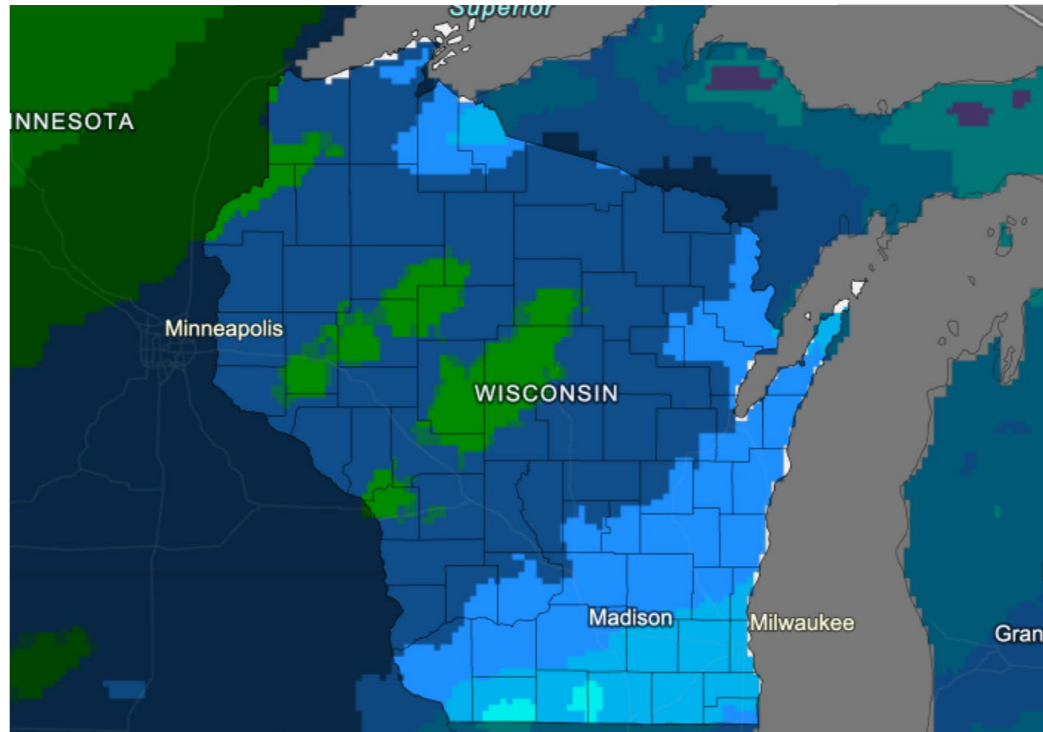 Superior
INNESOTA
Minneapolis
WISCONSIN
Madison
Milwaukee
Gran